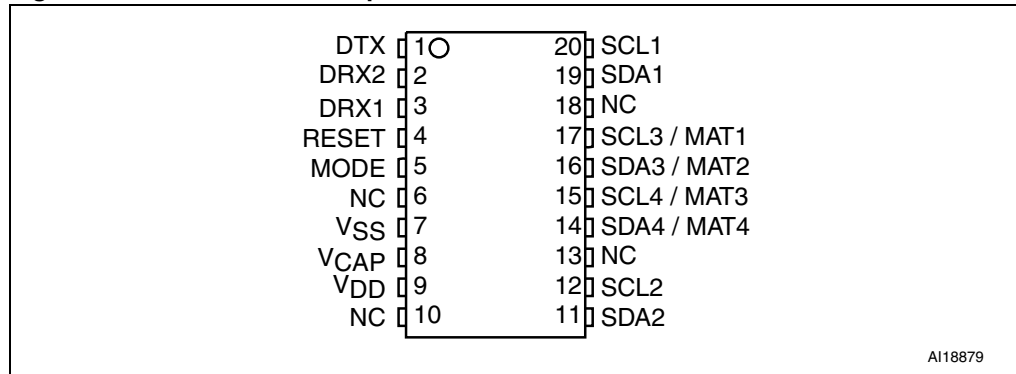 DTX 1 20 SCL1
DRX2 2 19 SDA1
DRX1 3 18 NC
RESET 4 17 SCL3 / MAT1
MODE 5 16 SDA3 / MAT2
NC 6 15 SCL4 / MAT3
VSS 7 14 SDA4 / MAT4
VCAP 8 13 NC
VDD 9 12 SCL2
NC 10 11 SDA2
AI18879